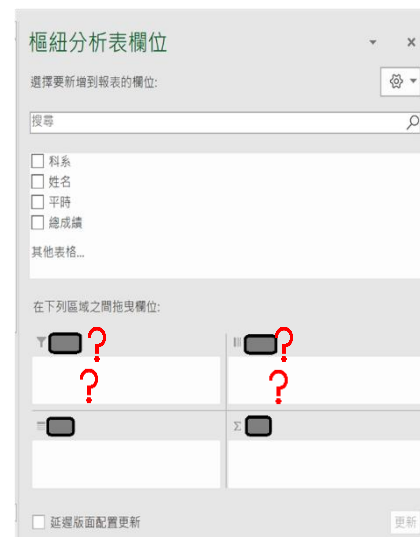 樞紐分析表欄位
選擇要新增到報表的欄位:
搜尋
科系
姓名
平時
總成績
其他表格...
在下列區域之間拖曳欄位:
? ?
? ?
Σ
延遲版面配置更新 更新